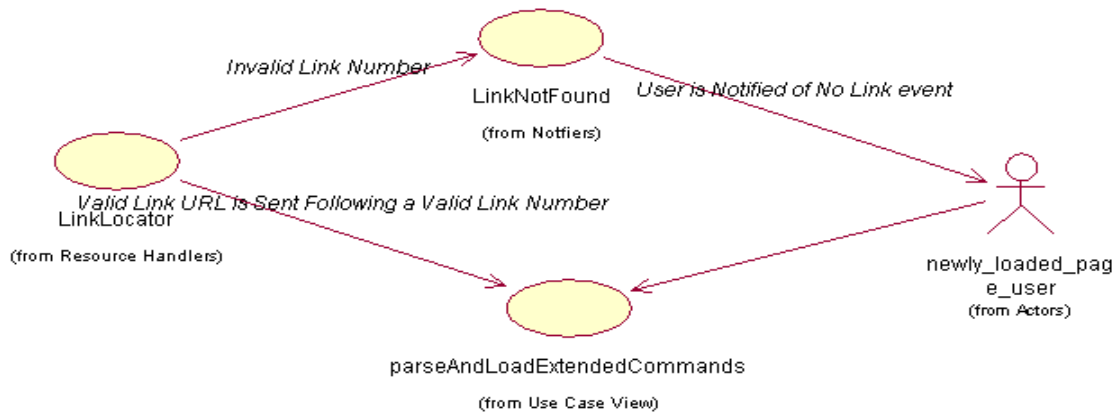 Invalid Link Number
LinkNotFound
(from Notfiers)
User is Notified of No Link event
Valid Link URL is Sent Following a Valid Link Number
LinkLocator
(from Resource Handlers)
newly_loaded_pag
e_user
(from Actors)
parseAndLoadExtendedCommands
(from Use Case View)